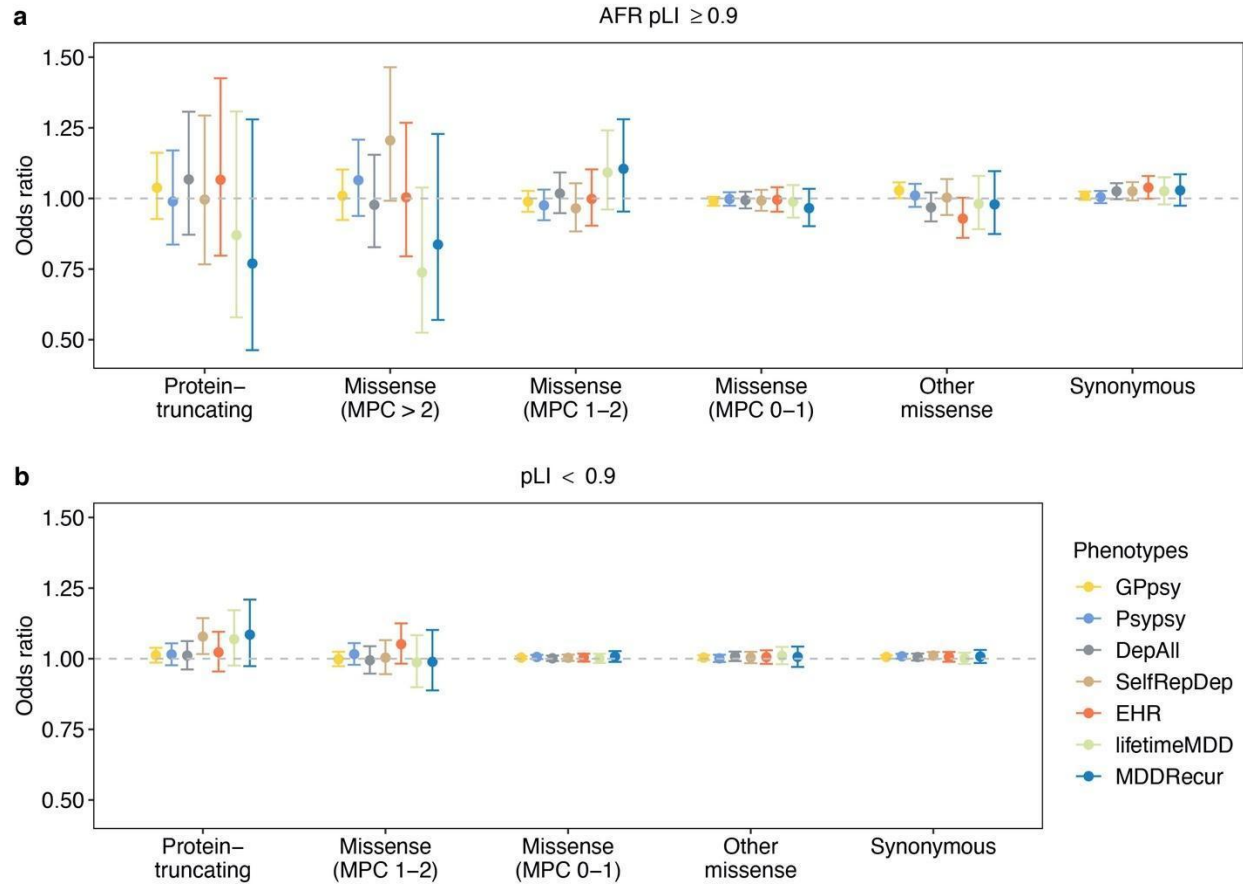 a
AFR pLI ≥ 0.9
Odds ratio
1.50
1.25
1.00
0.75
0.50
Protein−
truncating
Missense
(MPC > 2)
Missense
(MPC 1−2)
Missense
(MPC 0−1)
Other
missense
Synonymous
b
pLI < 0.9
Odds ratio
1.50
1.25
1.00
0.75
0.50
Protein−
truncating
Missense
(MPC 1−2)
Missense
(MPC 0−1)
Other
missense
Synonymous
Phenotypes
GPpsy
Psypsy
DepAll
SelfRepDep
EHR
lifetimeMDD
MDDRecur